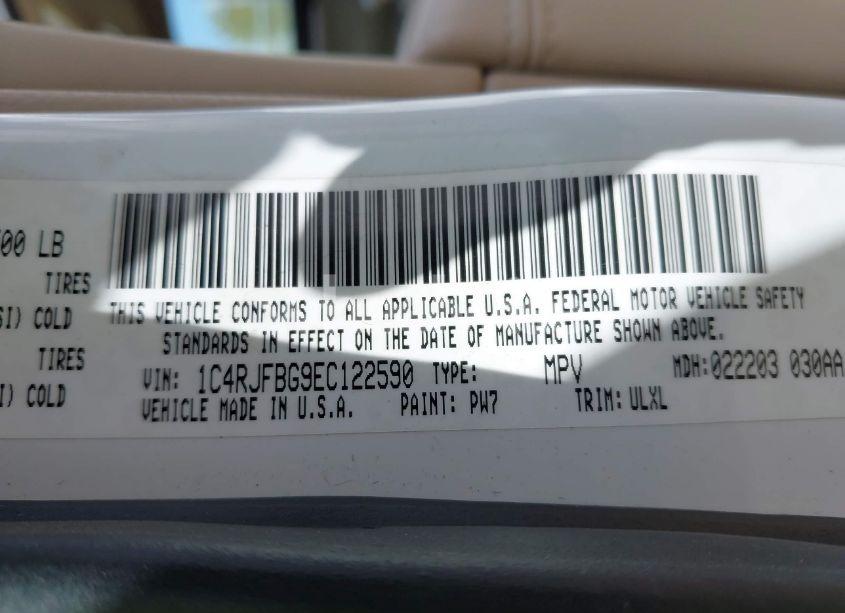 00 LB
TIRES
SI) COLD
TIRES
I) COLD
THIS VEHICLE CONFORMS TO ALL APPLICABLE U.S.A. FEDERAL MOTOR VEHICLE SAFETY
STANDARDS IN EFFECT ON THE DATE OF MANUFACTURE SHOWN ABOVE.
VIN: 1C4RJFBG9EC122590 TYPE: MPV MDH:022203 030AA
VEHICLE MADE IN U.S.A. PAINT: PW7 TRIM: ULXL